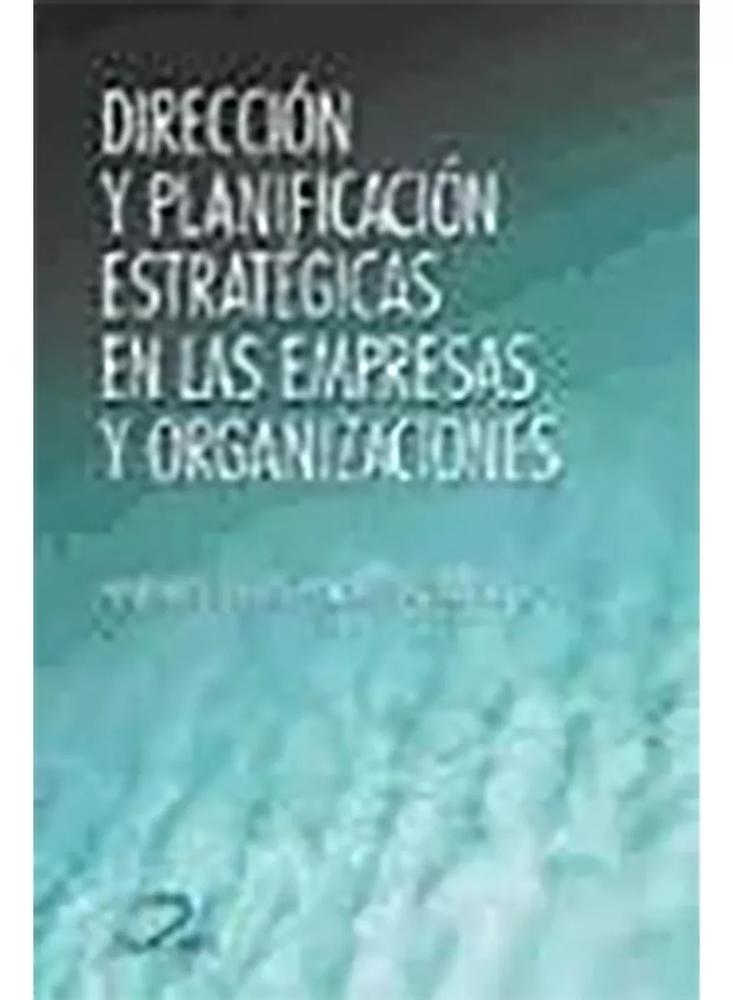 DIRECCIÓN
Y PLANIFICACIÓN
ESTRATÉGICAS
EN LAS EMPRESAS
Y ORGANIZACIONES